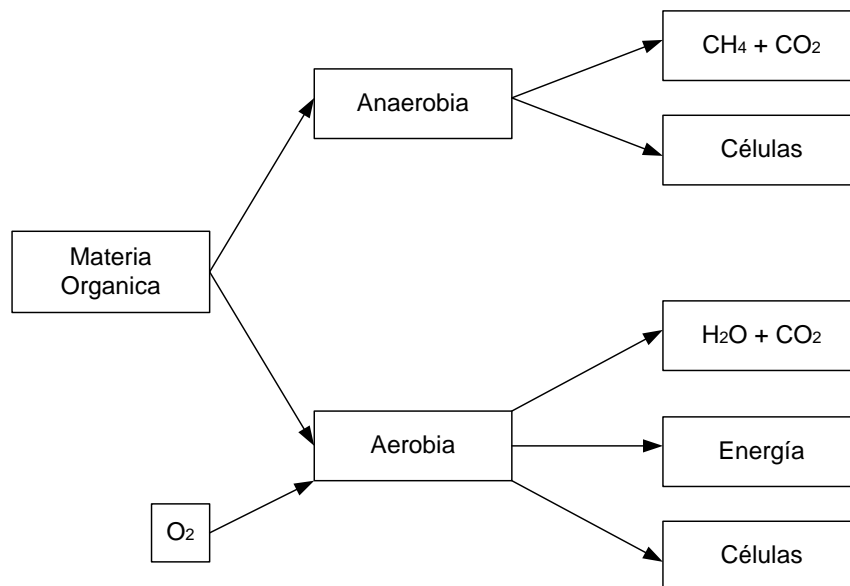 CH₄ + CO₂
Anaerobia
Células
Materia
Organica
H₂O + CO₂
Aerobia
Energía
O₂
Células